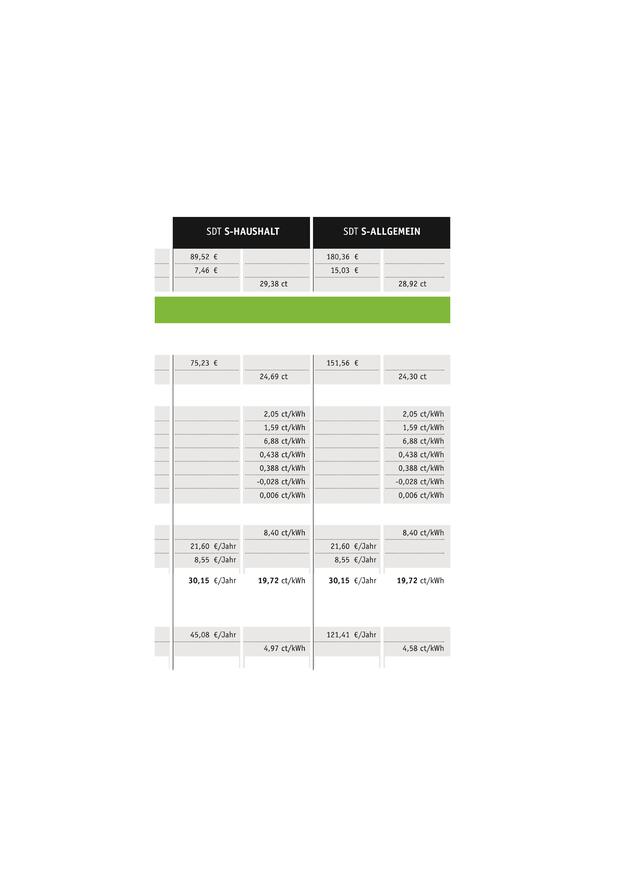 SDT S-HAUSHALT SDT S-ALLGEMEIN
89,52 € 180,36 €
7,46 € 15,03 €
29,38 ct 28,92 ct
75,23 € 151,56 €
24,69 ct 24,30 ct
2,05 ct/kWh 2,05 ct/kWh
1,59 ct/kWh 1,59 ct/kWh
6,88 ct/kWh 6,88 ct/kWh
0,438 ct/kWh 0,438 ct/kWh
0,388 ct/kWh 0,388 ct/kWh
-0,028 ct/kWh -0,028 ct/kWh
0,006 ct/kWh 0,006 ct/kWh
8,40 ct/kWh 8,40 ct/kWh
21,60 €/Jahr 21,60 €/Jahr
8,55 €/Jahr 8,55 €/Jahr
30,15 €/Jahr 19,72 ct/kWh 30,15 €/Jahr 19,72 ct/kWh
45,08 €/Jahr 121,41 €/Jahr
4,97 ct/kWh 4,58 ct/kWh